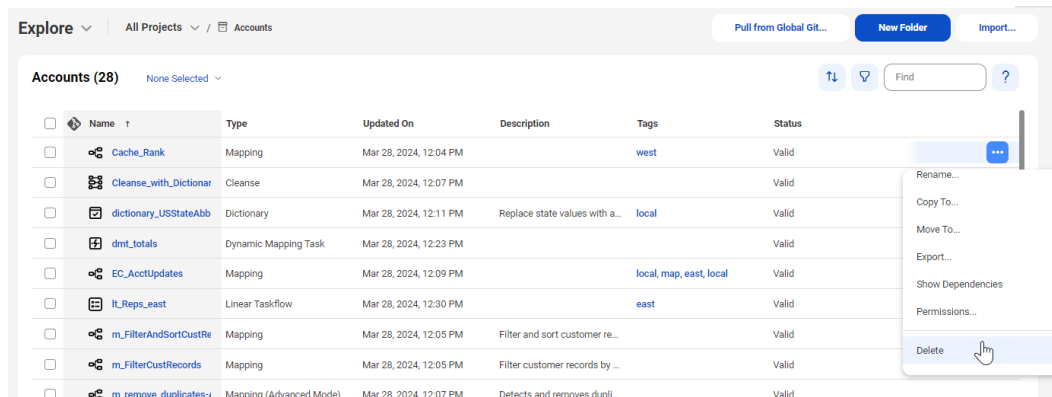 Explore
All Projects / Accounts
Pull from Global Git... New Folder Import...
Accounts (28) None Selected Find ?
Name ↑ Type Updated On Description Tags Status
Cache_Rank Mapping Mar 28, 2024, 12:04 PM west Valid
Cleanse_with_Dictionar Cleanse Mar 28, 2024, 12:07 PM Valid
dictionary_USStateAbb Dictionary Mar 28, 2024, 12:11 PM Replace state values with a... local Valid
dmt_totals Dynamic Mapping Task Mar 28, 2024, 12:23 PM Valid
EC_AcctUpdates Mapping Mar 28, 2024, 12:09 PM local, map, east, local Valid
lt_Reps_east Linear Taskflow Mar 28, 2024, 12:30 PM east Valid
m_FilterAndSortCustRe Mapping Mar 28, 2024, 12:05 PM Filter and sort customer re... Valid
m_FilterCustRecords Mapping Mar 28, 2024, 12:05 PM Filter customer records by ... Valid
m_remove_duplicates- Mapping (Advanced Mode) Mar 28, 2024, 12:07 PM Detects and removes dupli... Valid
Rename...
Copy To...
Move To...
Export...
Show Dependencies
Permissions...
Delete